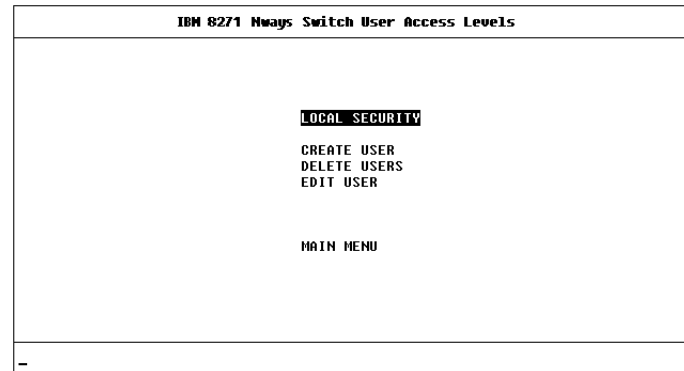 IBM 8271 Nways Switch User Access Levels
LOCAL SECURITY
CREATE USER
DELETE USERS
EDIT USER
MAIN MENU